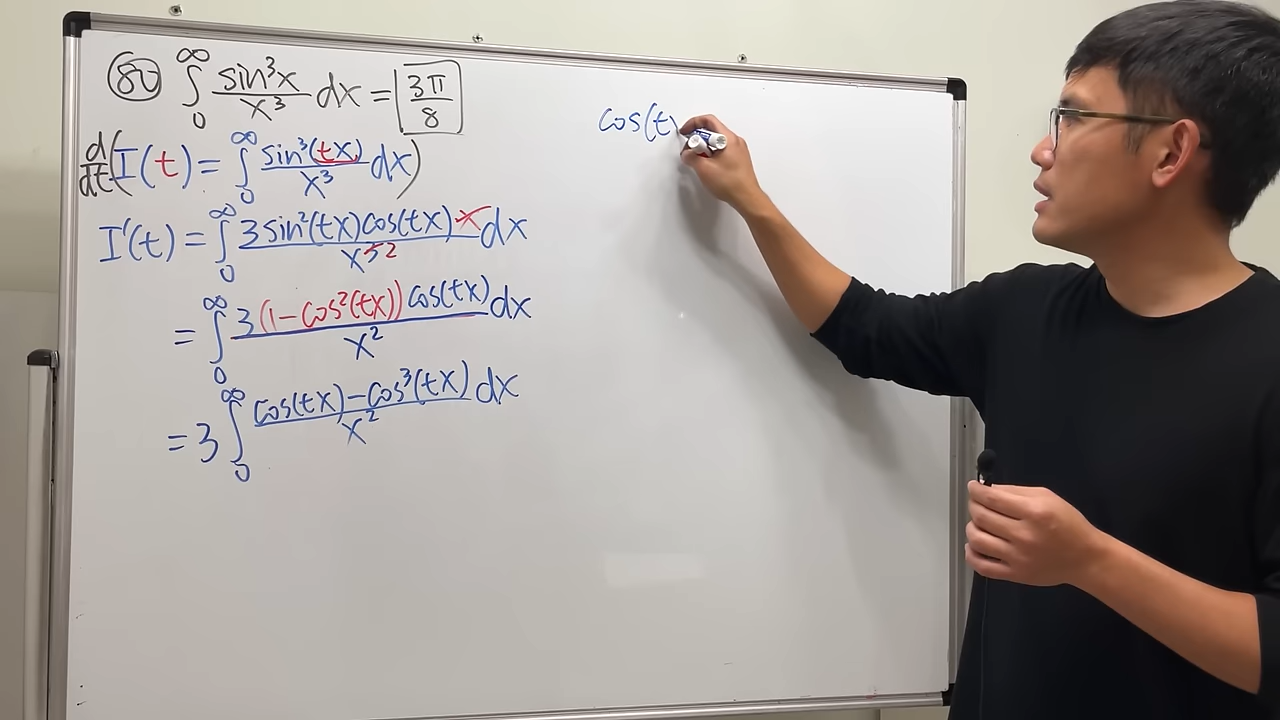 80 ∫₀^∞ sin³x/x³ dx = 3π/8
d/dt(I(t) = ∫₀^∞ sin³(tx)/x³ dx)
I'(t) = ∫₀^∞ 3sin²(tx)cos(tx)·x/x³² dx
= ∫₀^∞ 3(1-cos²(tx))cos(tx)/x² dx
= 3 ∫₀^∞ cos(tx)-cos³(tx)/x² dx
cos(t)